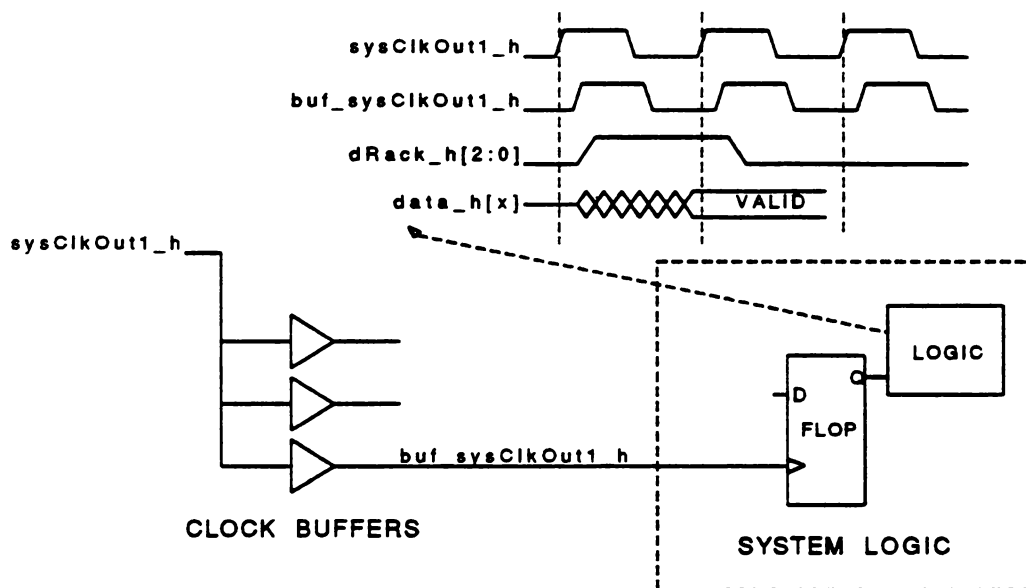 sysClkOut1_h
buf_sysClkOut1_h
dRack_h[2:0]
data_h[x]
VALID
sysClkOut1_h
LOGIC
D
FLOP
buf_sysClkOut1_h
CLOCK BUFFERS
SYSTEM LOGIC